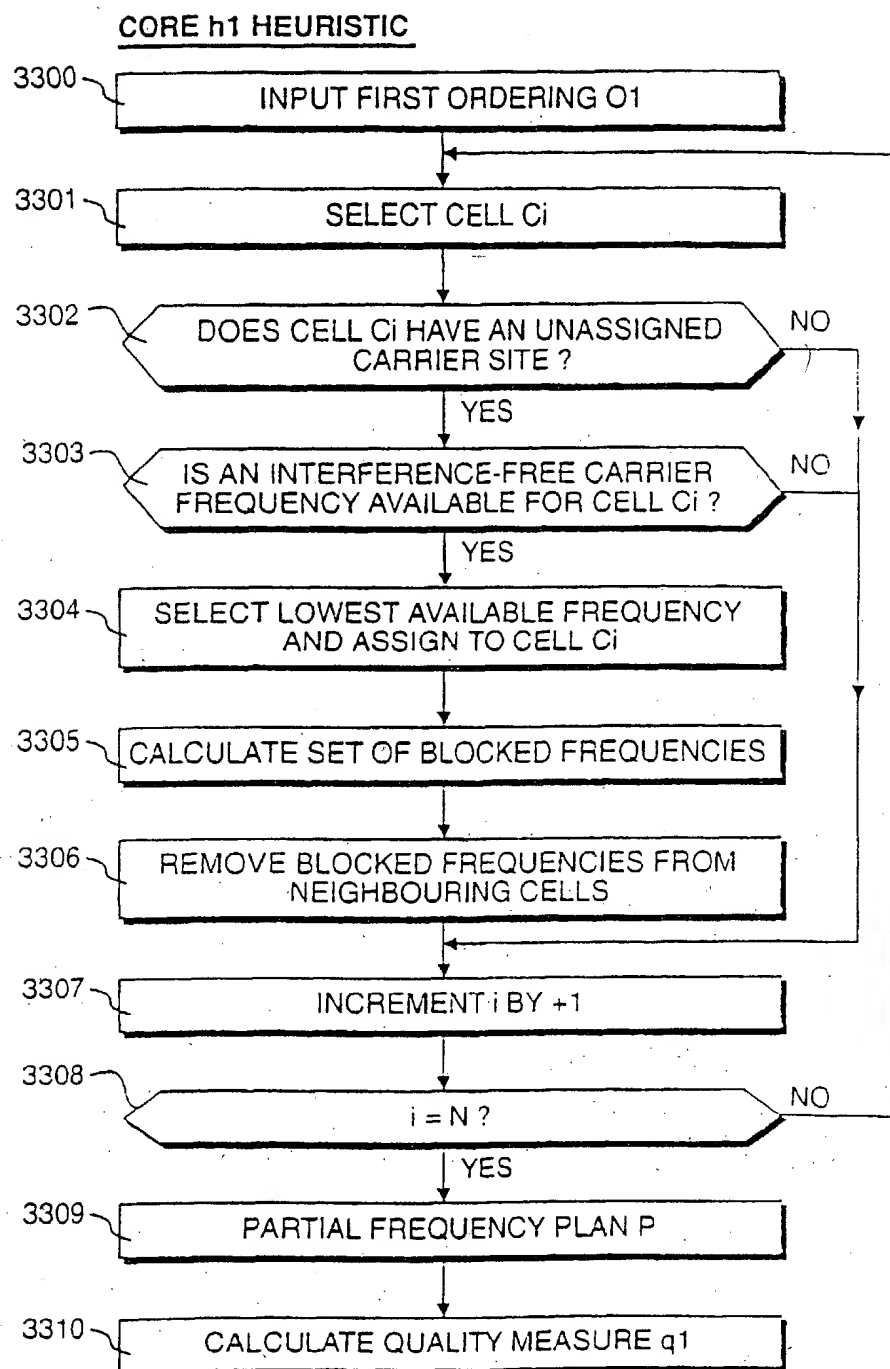 CORE h1 HEURISTIC
3300
INPUT FIRST ORDERING O1
3301
SELECT CELL Ci
3302
DOES CELL Ci HAVE AN UNASSIGNED
CARRIER SITE ?
NO
YES
3303
IS AN INTERFERENCE-FREE CARRIER
FREQUENCY AVAILABLE FOR CELL Ci ?
NO
YES
3304
SELECT LOWEST AVAILABLE FREQUENCY
AND ASSIGN TO CELL Ci
3305
CALCULATE SET OF BLOCKED FREQUENCIES
3306
REMOVE BLOCKED FREQUENCIES FROM
NEIGHBOURING CELLS
3307
INCREMENT i BY +1
3308
i = N ?
NO
YES
3309
PARTIAL FREQUENCY PLAN P
3310
CALCULATE QUALITY MEASURE q1